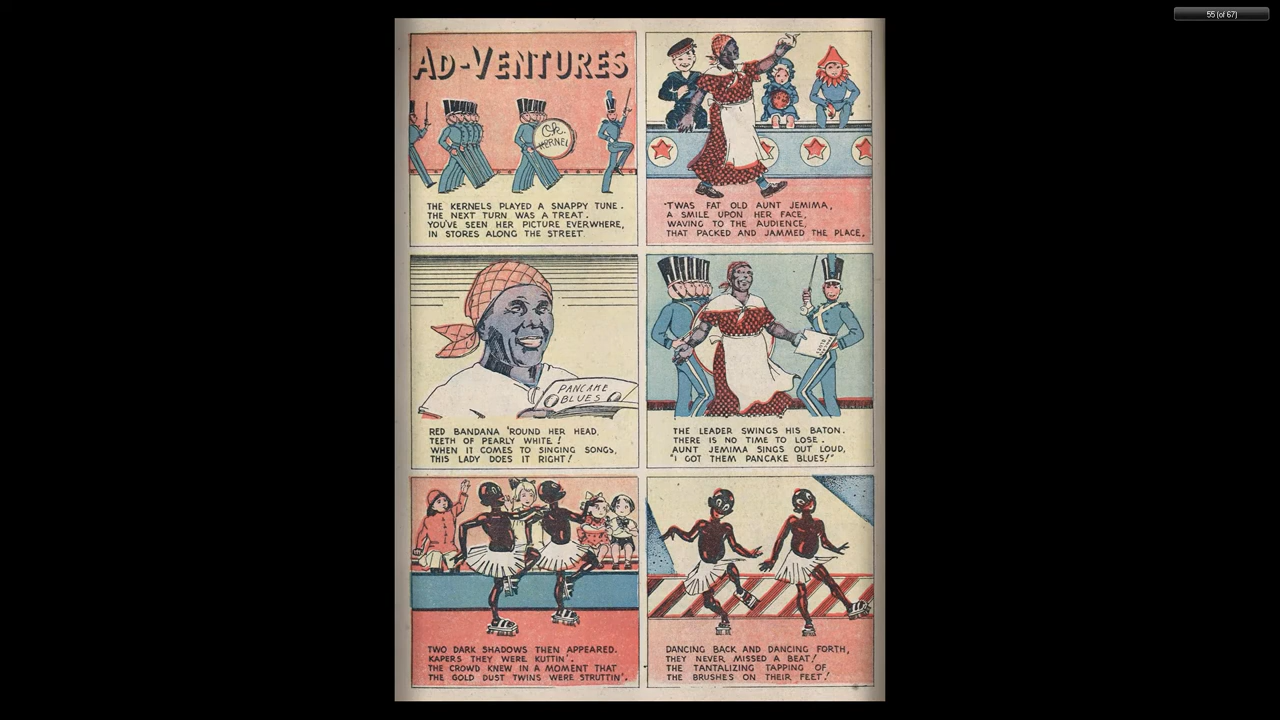 55 (of 67)
AD-VENTURES
Ok.
KERNEL
THE KERNELS PLAYED A SNAPPY TUNE.
THE NEXT TURN WAS A TREAT.
YOU'VE SEEN HER PICTURE EVERWHERE,
IN STORES ALONG THE STREET.
'TWAS FAT OLD AUNT JEMIMA,
A SMILE UPON HER FACE,
WAVING TO THE AUDIENCE,
THAT PACKED AND JAMMED THE PLACE,
PANCAKE
BLUES
RED BANDANA 'ROUND HER HEAD,
TEETH OF PEARLY WHITE!
WHEN IT COMES TO SINGING SONGS,
THIS LADY DOES IT RIGHT!
THE LEADER SWINGS HIS BATON.
THERE IS NO TIME TO LOSE.
AUNT JEMIMA SINGS OUT LOUD,
"I GOT THEM PANCAKE BLUES!"
TWO DARK SHADOWS THEN APPEARED.
KAPERS THEY WERE KUTTIN'.
THE CROWD KNEW IN A MOMENT THAT
THE GOLD DUST TWINS WERE STRUTTIN'.
DANCING BACK AND DANCING FORTH,
THEY NEVER MISSED A BEAT!
THE TANTALIZING TAPPING OF
THE BRUSHES ON THEIR FEET!